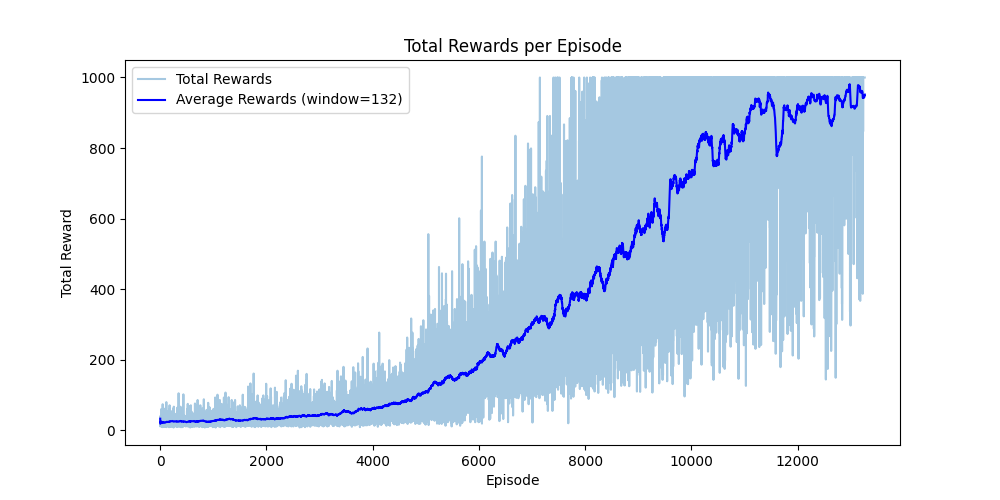 Total Rewards per Episode
Total Rewards
Average Rewards (window=132)
1000
800
600
400
200
0
Total Reward
0 2000 4000 6000 8000 10000 12000
Episode